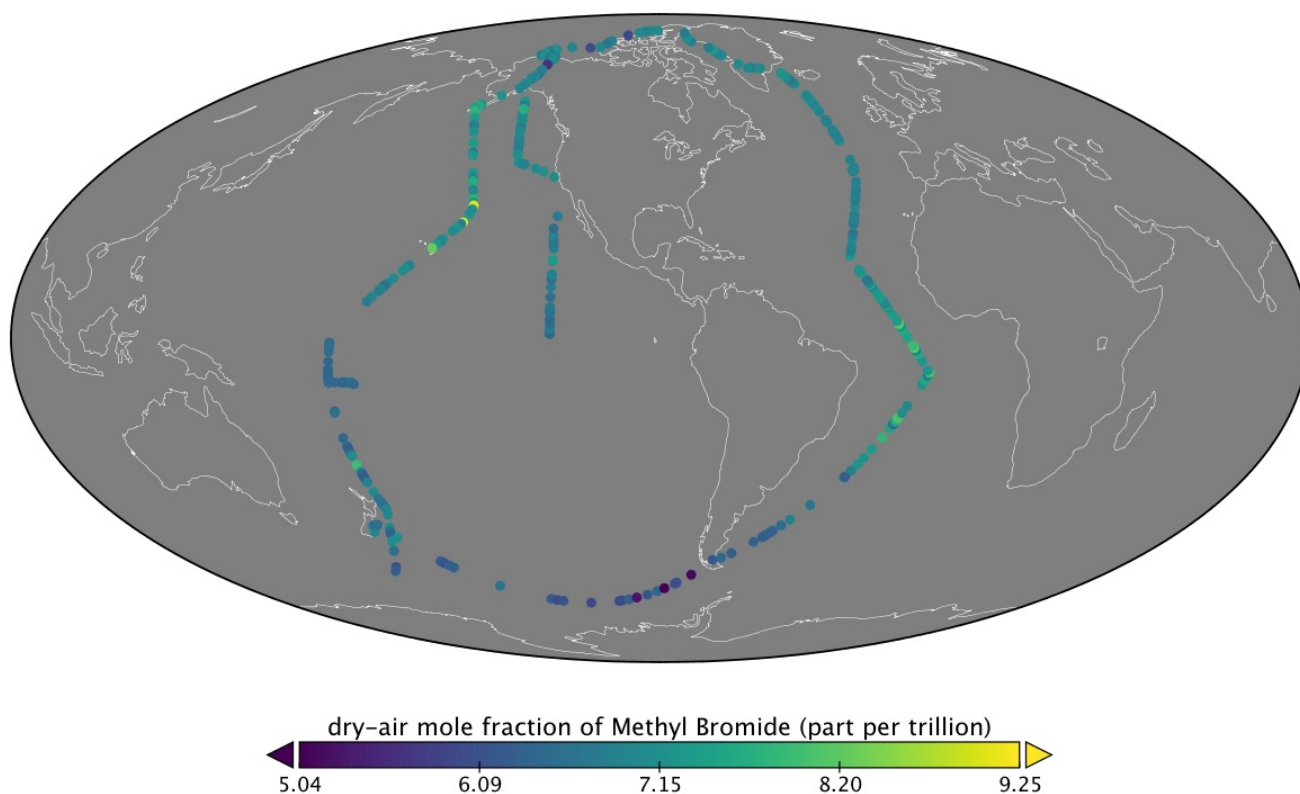 dry-air mole fraction of Methyl Bromide (part per trillion)
5.04 6.09 7.15 8.20 9.25